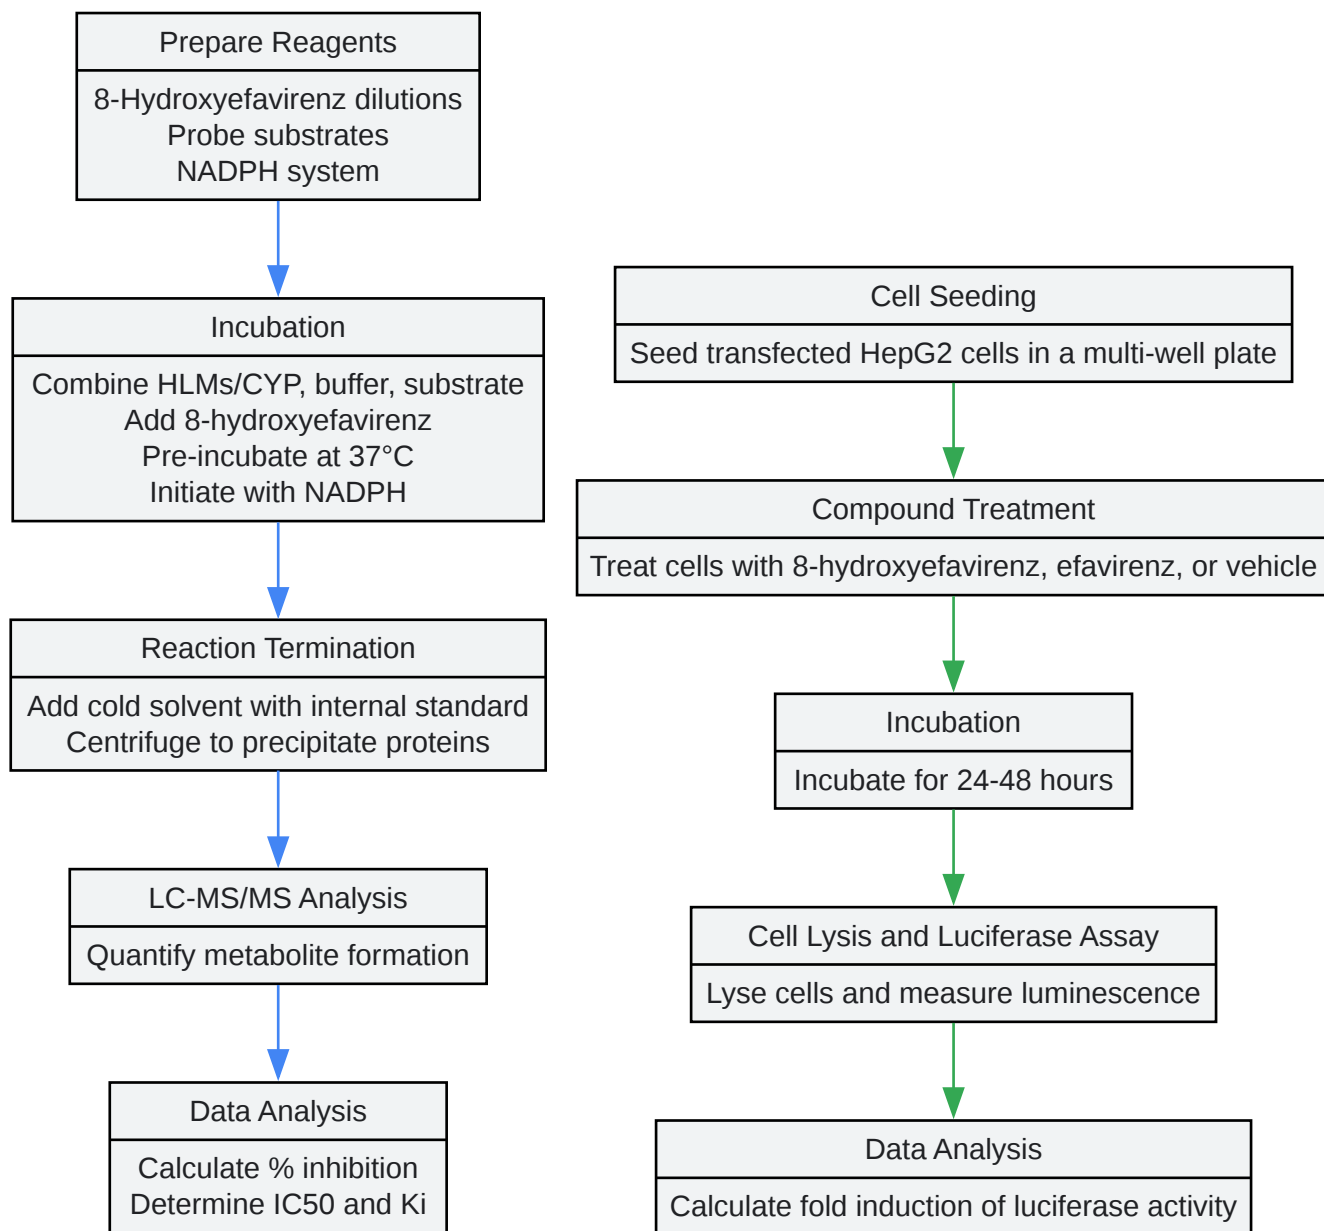 Prepare Reagents
8-Hydroxyefavirenz dilutions
Probe substrates
NADPH system
Incubation
Combine HLMs/CYP, buffer, substrate
Add 8-hydroxyefavirenz
Pre-incubate at 37°C
Initiate with NADPH
Reaction Termination
Add cold solvent with internal standard
Centrifuge to precipitate proteins
LC-MS/MS Analysis
Quantify metabolite formation
Data Analysis
Calculate % inhibition
Determine IC50 and Ki
Cell Seeding
Seed transfected HepG2 cells in a multi-well plate
Compound Treatment
Treat cells with 8-hydroxyefavirenz, efavirenz, or vehicle
Incubation
Incubate for 24-48 hours
Cell Lysis and Luciferase Assay
Lyse cells and measure luminescence
Data Analysis
Calculate fold induction of luciferase activity